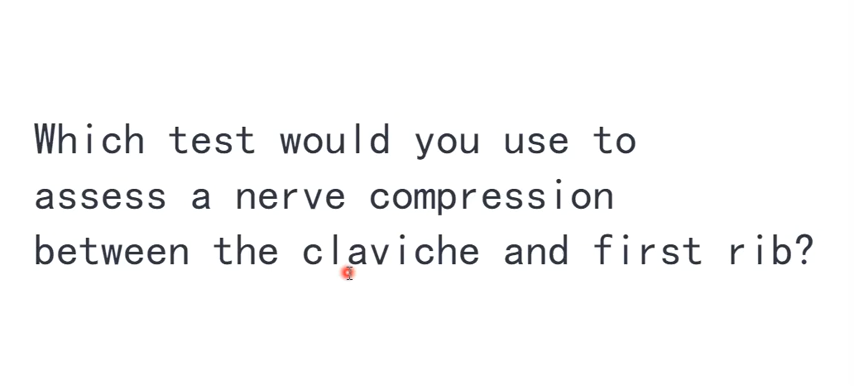 Which test would you use to
assess a nerve compression
between the claviche and first rib?